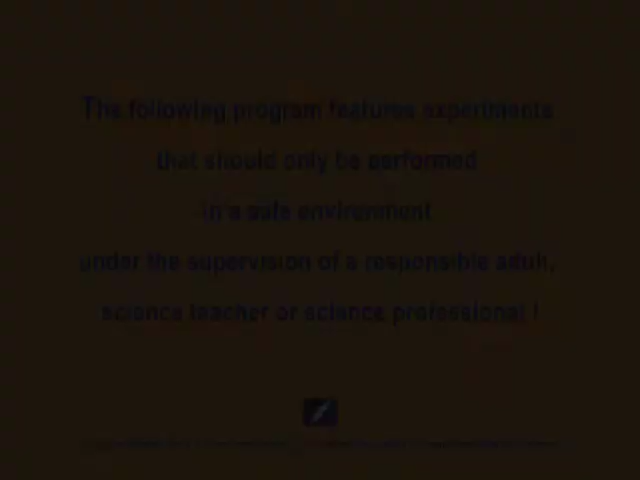 The following program features experiments
that should only be performed
in a safe environment
under the supervision of a responsible adult,
science teacher or science professional !